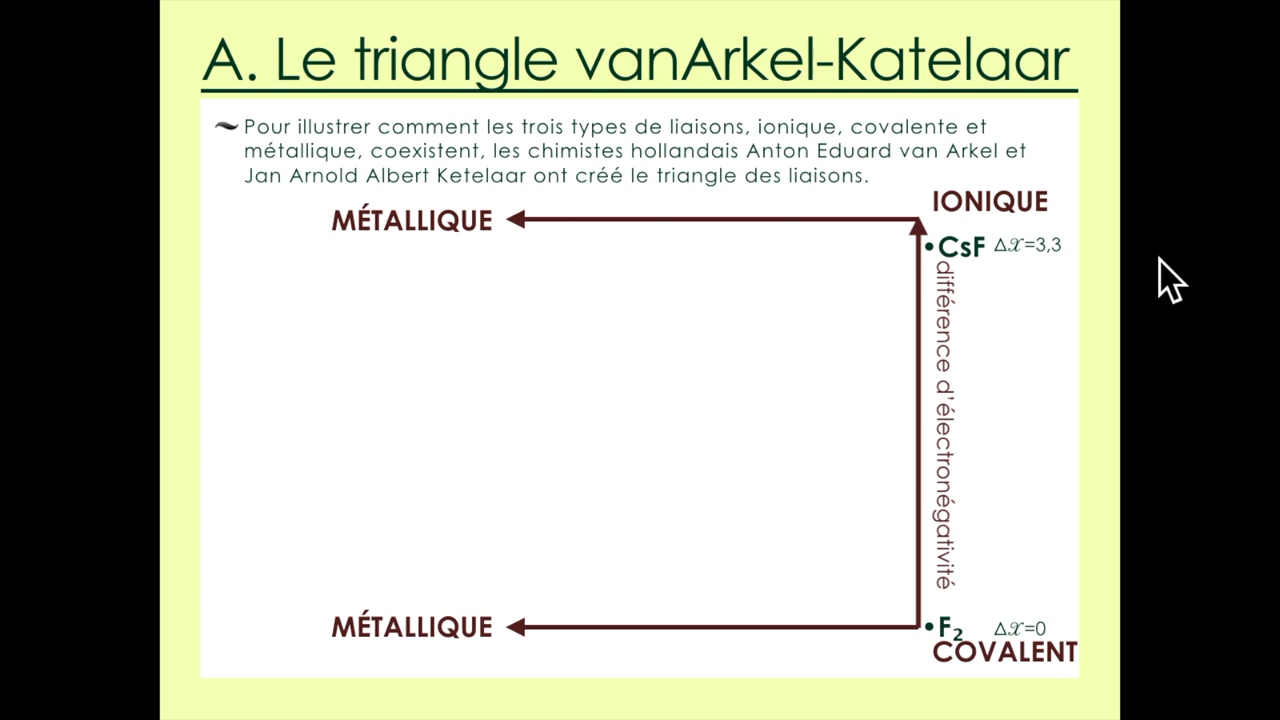 A. Le triangle vanArkel-Katelaar
Pour illustrer comment les trois types de liaisons, ionique, covalente et
métallique, coexistent, les chimistes hollandais Anton Eduard van Arkel et
Jan Arnold Albert Ketelaar ont créé le triangle des liaisons.
IONIQUE
MÉTALLIQUE
•CsF Δ𝒳=3,3
différence d'électronégativité
MÉTALLIQUE
•F₂ Δ𝒳=0
COVALENT